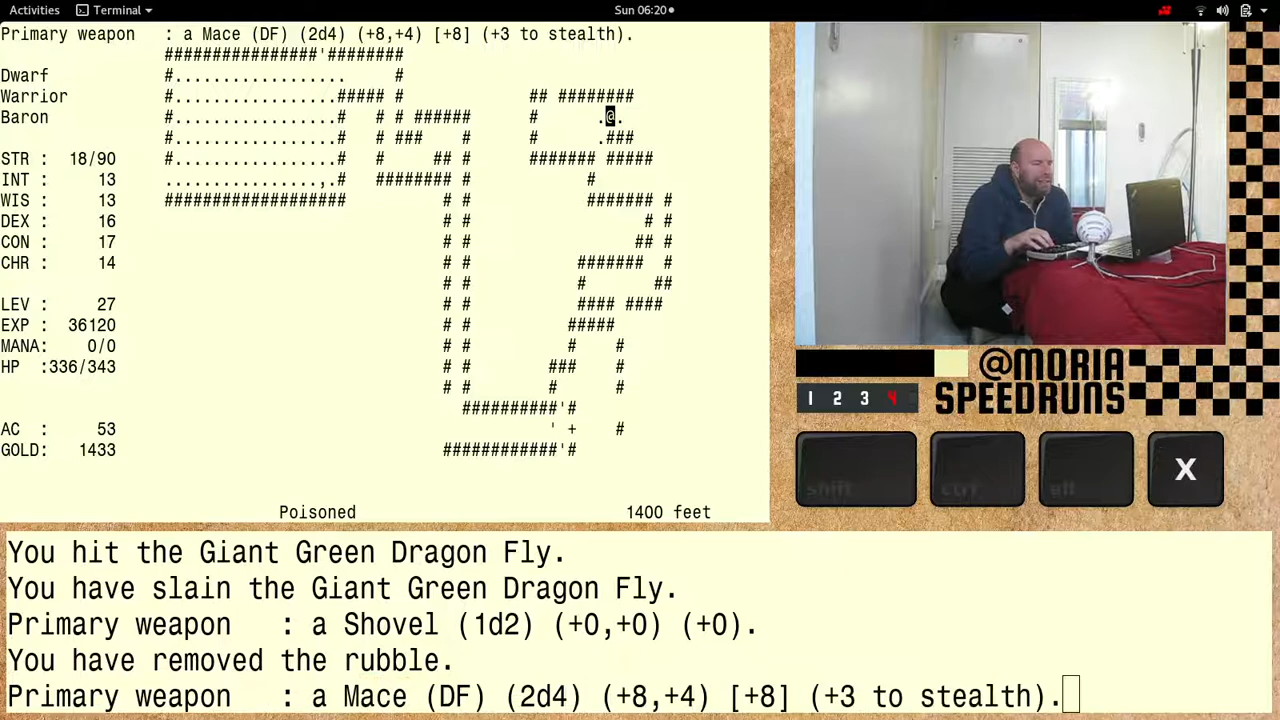 Activities Terminal Sun 06:20
Primary weapon : a Mace (DF) (2d4) (+8,+4) [+8] (+3 to stealth).
################'########
Dwarf #................. #
Warrior #.................##### # ## ########
Baron #.................# # # ###### # .@.
#.................# # ### # # .###
STR : 18/90 #.................# # ## # ####### #####
INT : 13 .................,.# ######## # #
WIS : 13 ################### # # ####### #
DEX : 16 # # # #
CON : 17 # # ## #
CHR : 14 # # ####### #
# # # ##
LEV : 27 # # #### ####
EXP : 36120 # # #####
MANA: 0/0 # # # #
HP :336/343 # # ### #
# # # #
##########'#
AC : 53 ' + #
GOLD: 1433 ############'#
Poisoned 1400 feet
@MORIA
SPEEDRUNS
1 2 3 4
shift ctrl alt X
You hit the Giant Green Dragon Fly.
You have slain the Giant Green Dragon Fly.
Primary weapon : a Shovel (1d2) (+0,+0) (+0).
You have removed the rubble.
Primary weapon : a Mace (DF) (2d4) (+8,+4) [+8] (+3 to stealth).